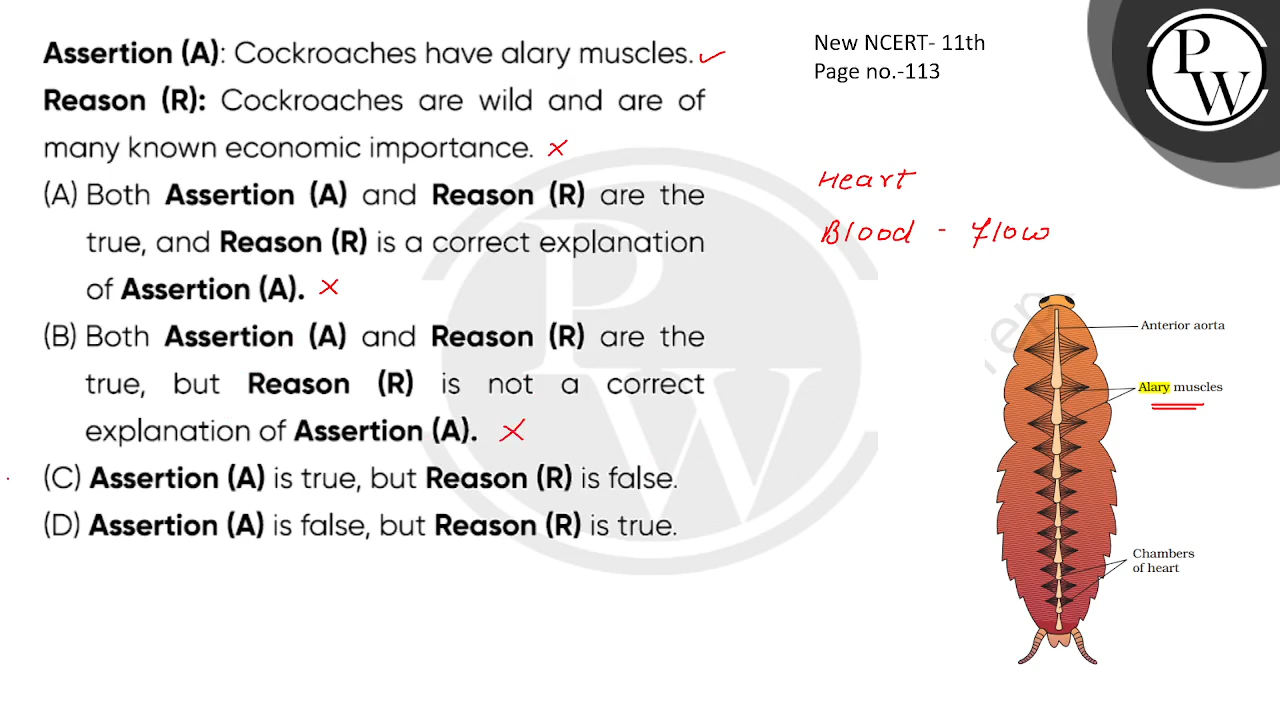 Assertion (A): Cockroaches have alary muscles.
Reason (R): Cockroaches are wild and are of
many known economic importance.
(A) Both Assertion (A) and Reason (R) are the
true, and Reason (R) is a correct explanation
of Assertion (A).
(B) Both Assertion (A) and Reason (R) are the
true, but Reason (R) is not a correct
explanation of Assertion (A).
(C) Assertion (A) is true, but Reason (R) is false.
(D) Assertion (A) is false, but Reason (R) is true.
New NCERT- 11th
Page no.-113
Heart
Blood - flow
Anterior aorta
Alary muscles
Chambers
of heart
P
W
P
W